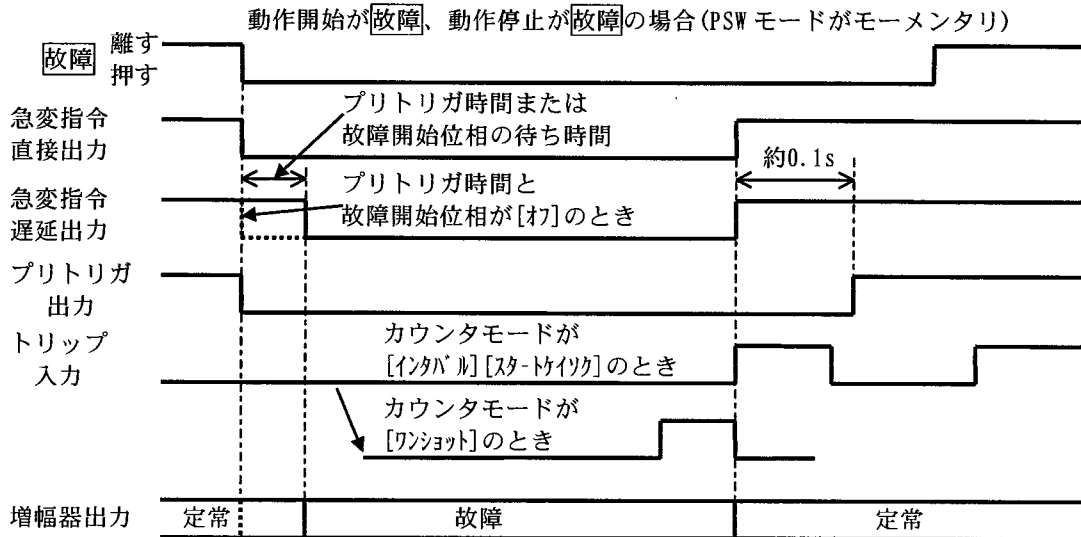 動作開始が故障、動作停止が故障の場合(PSWモードがモーメンタリ)
故障
離す
押す
急変指令
直接出力
プリトリガ時間または
故障開始位相の待ち時間
約0.1s
急変指令
遅延出力
プリトリガ時間と
故障開始位相が[ｵﾌ]のとき
プリトリガ
出力
トリップ
入力
カウンタモードが
[ｲﾝﾀﾊﾞﾙ][ｽﾀｰﾄｹｲｿｸ]のとき
カウンタモードが
[ﾜﾝｼｮｯﾄ]のとき
増幅器出力
定常
故障
定常